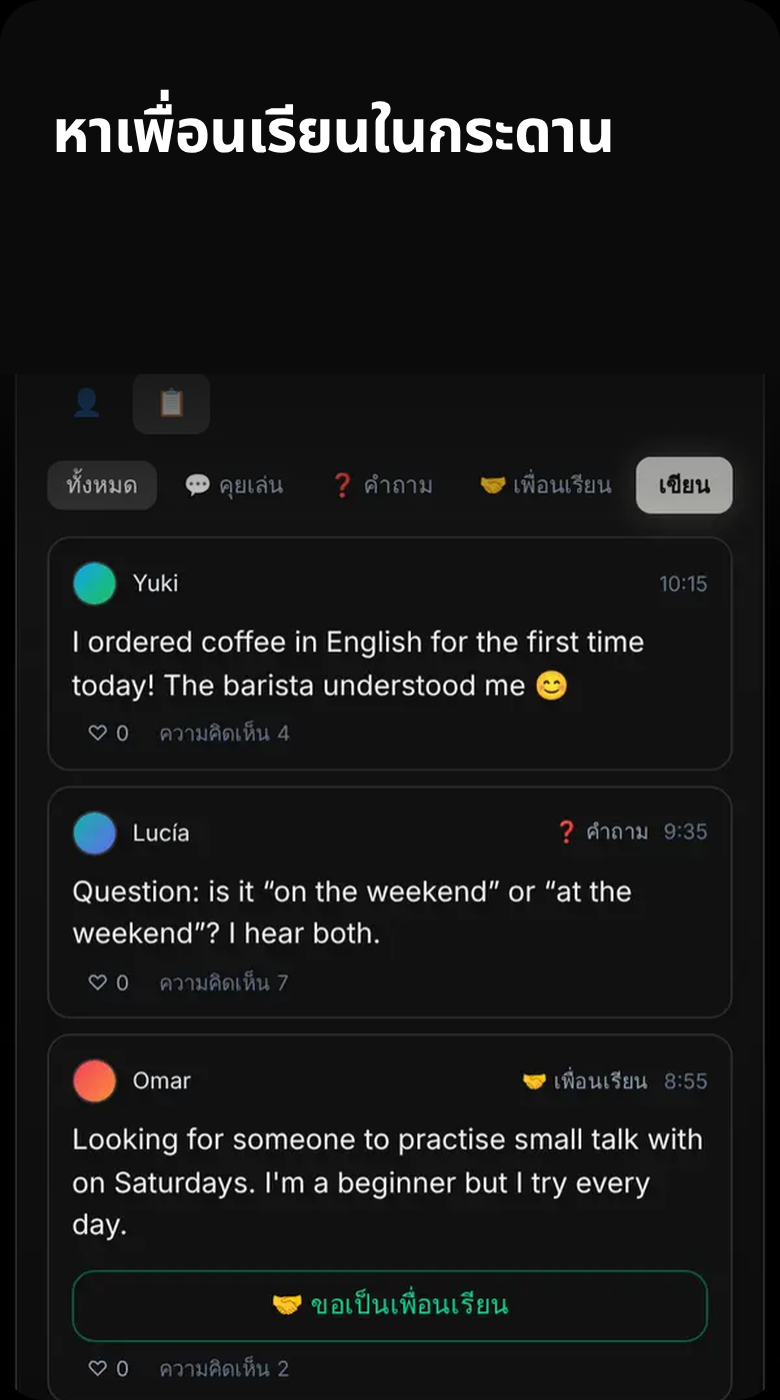 หาเพื่อนเรียนในกระดาน
👤 📋
ทั้งหมด 💬 คุยเล่น ❓ คำถาม 🤝 เพื่อนเรียน เขียน
Yuki 10:15
I ordered coffee in English for the first time
today! The barista understood me 😊
♡ 0 ความคิดเห็น 4
Lucía ❓ คำถาม 9:35
Question: is it “on the weekend” or “at the
weekend”? I hear both.
♡ 0 ความคิดเห็น 7
Omar 🤝 เพื่อนเรียน 8:55
Looking for someone to practise small talk with
on Saturdays. I'm a beginner but I try every
day.
🤝 ขอเป็นเพื่อนเรียน
♡ 0 ความคิดเห็น 2